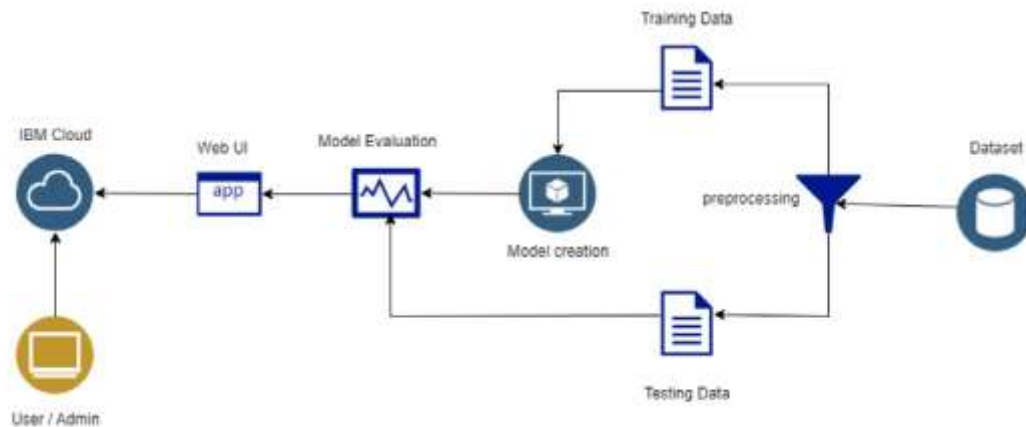 Training Data
IBM Cloud
Web UI
Model Evaluation
Dataset
app
preprocessing
Model creation
Testing Data
User / Admin